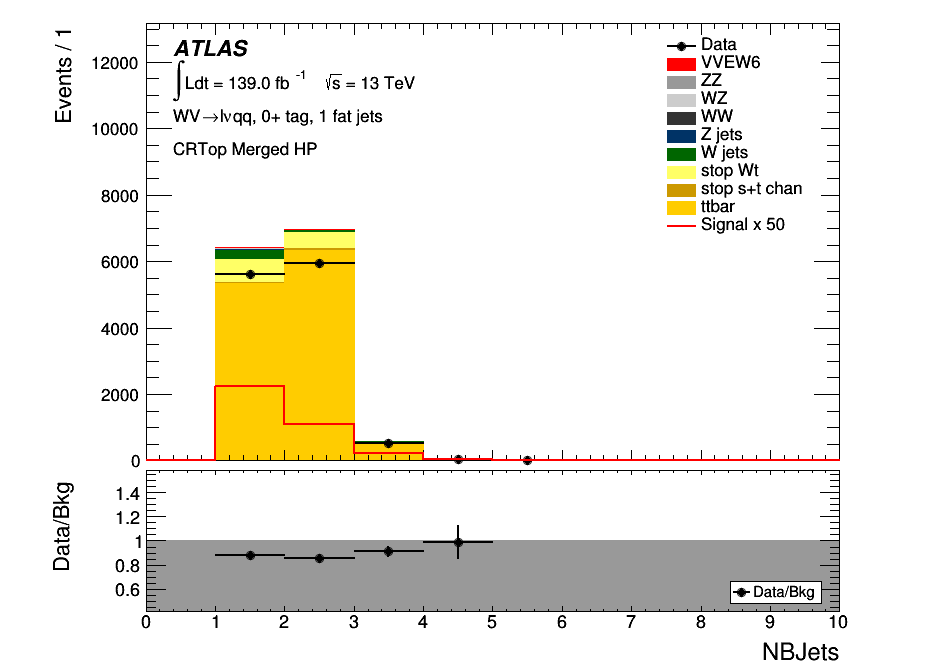 Events / 1
12000
10000
8000
6000
4000
2000
0
ATLAS
∫Ldt = 139.0 fb⁻¹ √s = 13 TeV
WV→lνqq, 0+ tag, 1 fat jets
CRTop Merged HP
Data
VVEW6
ZZ
WZ
WW
Z jets
W jets
stop Wt
stop s+t chan
ttbar
Signal x 50
Data/Bkg
1.4
1.2
1
0.8
0.6
Data/Bkg
0 1 2 3 4 5 6 7 8 9 10
NBJets